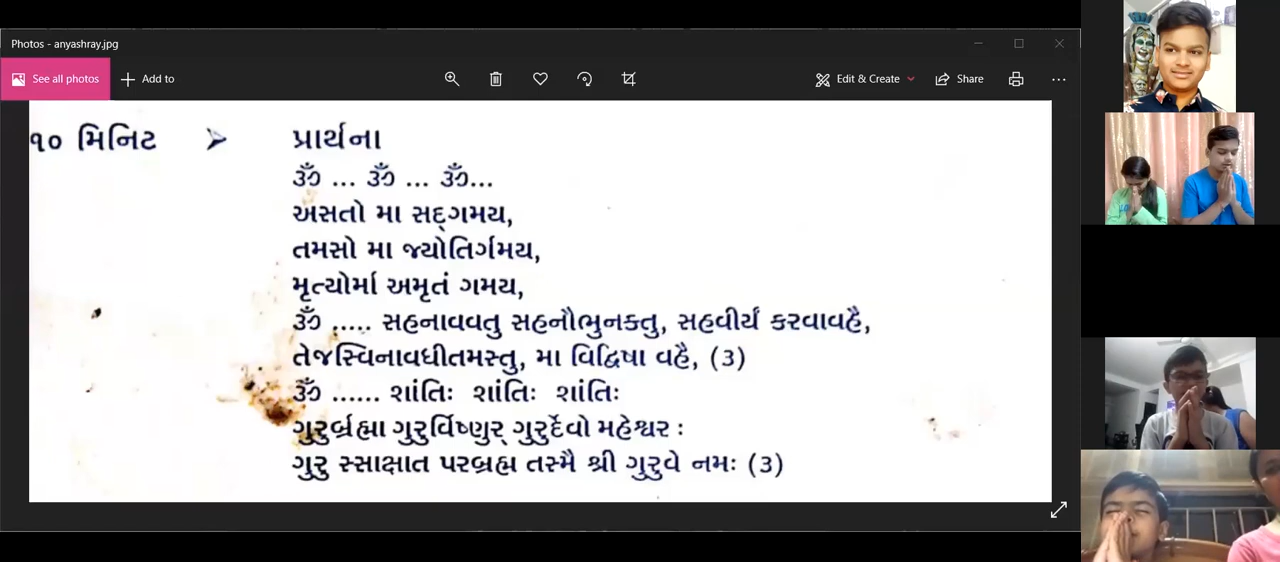 Photos - anyashray.jpg
See all photos
Add to
Edit & Create
Share
૧૦ મિનિટ ➢ પ્રાર્થના
ૐ ... ૐ ... ૐ...
અસતો મા સદ્ગમય,
તમસો મા જ્યોતિર્ગમય,
મૃત્યોર્મા અમૃતં ગમય,
ૐ ..... સહનાવવતુ સહનૌભુનક્તુ, સહવીર્યં કરવાવહૈ,
તેજસ્વિનાવધીતમસ્તુ, મા વિદ્વિષા વહૈ, (૩)
ૐ ...... શાંતિઃ શાંતિઃ શાંતિઃ
ગુરુર્બ્રહ્મા ગુરુર્વિષ્ણુર્ ગુરુર્દેવો મહેશ્વર :
ગુરુ સ્સાક્ષાત પરબ્રહ્મ તસ્મૈ શ્રી ગુરુવે નમઃ (૩)